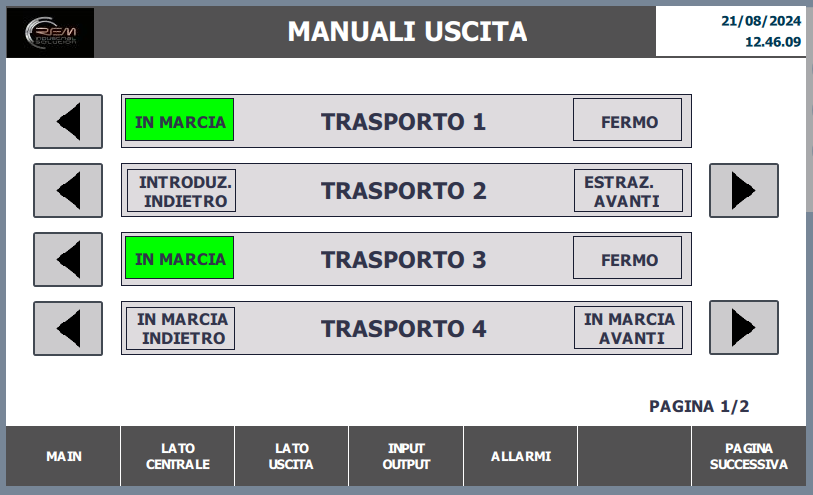 REM
INDUSTRIAL
SOLUTION
MANUALI USCITA
21/08/2024
12.46.09
IN MARCIA TRASPORTO 1 FERMO
INTRODUZ.
INDIETRO
TRASPORTO 2
ESTRAZ.
AVANTI
IN MARCIA TRASPORTO 3 FERMO
IN MARCIA
INDIETRO
TRASPORTO 4
IN MARCIA
AVANTI
PAGINA 1/2
MAIN
LATO
CENTRALE
LATO
USCITA
INPUT
OUTPUT
ALLARMI
PAGINA
SUCCESSIVA